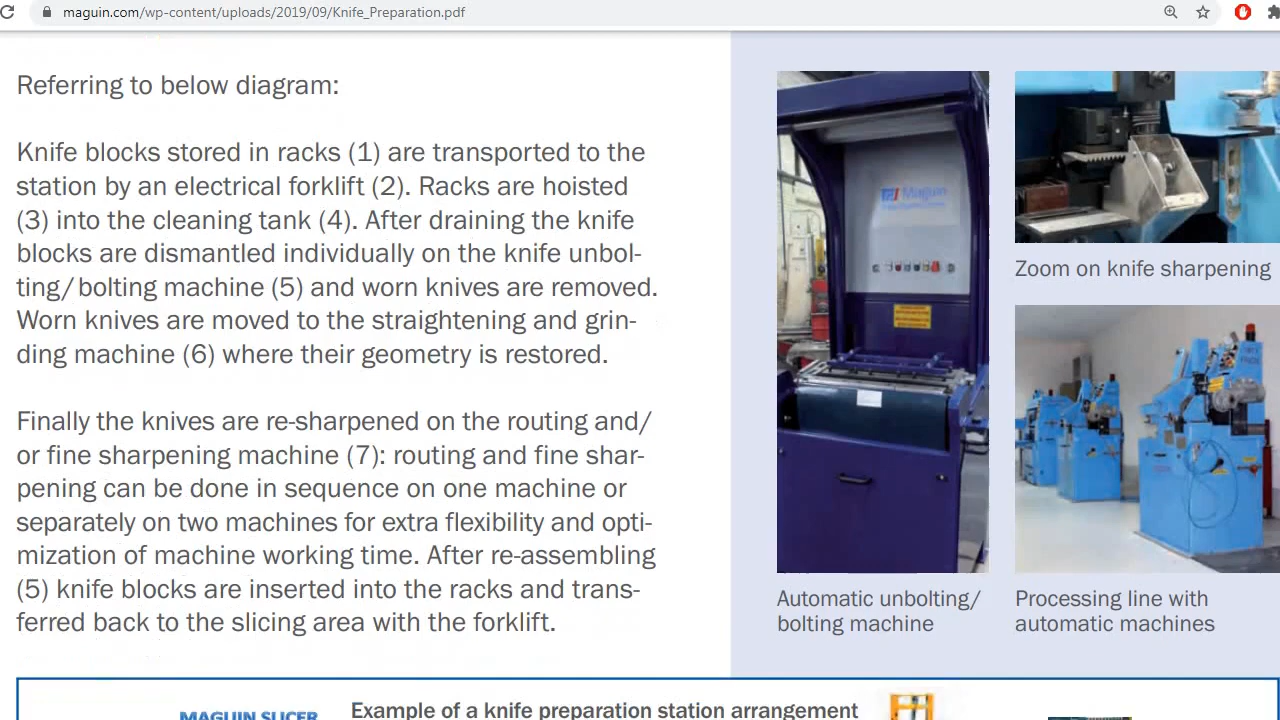 maguin.com/wp-content/uploads/2019/09/Knife_Preparation.pdf
Referring to below diagram:
Knife blocks stored in racks (1) are transported to the
station by an electrical forklift (2). Racks are hoisted
(3) into the cleaning tank (4). After draining the knife
blocks are dismantled individually on the knife unbol-
ting/bolting machine (5) and worn knives are removed.
Worn knives are moved to the straightening and grin-
ding machine (6) where their geometry is restored.
Finally the knives are re-sharpened on the routing and/
or fine sharpening machine (7): routing and fine shar-
pening can be done in sequence on one machine or
separately on two machines for extra flexibility and opti-
mization of machine working time. After re-assembling
(5) knife blocks are inserted into the racks and trans-
ferred back to the slicing area with the forklift.
Maguin
Automatic unbolting/
bolting machine
Zoom on knife sharpening
Processing line with
automatic machines
MAGUIN SLICER
Example of a knife preparation station arrangement